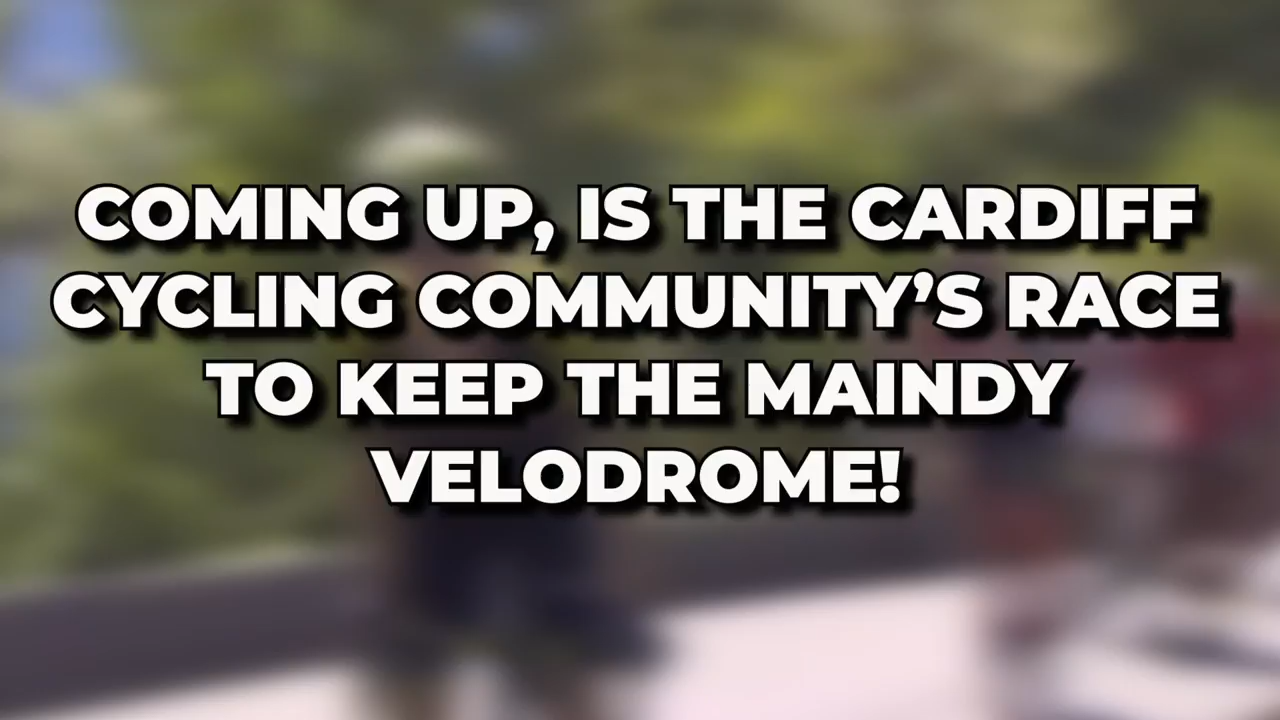 COMING UP, IS THE CARDIFF
CYCLING COMMUNITY’S RACE
TO KEEP THE MAINDY
VELODROME!